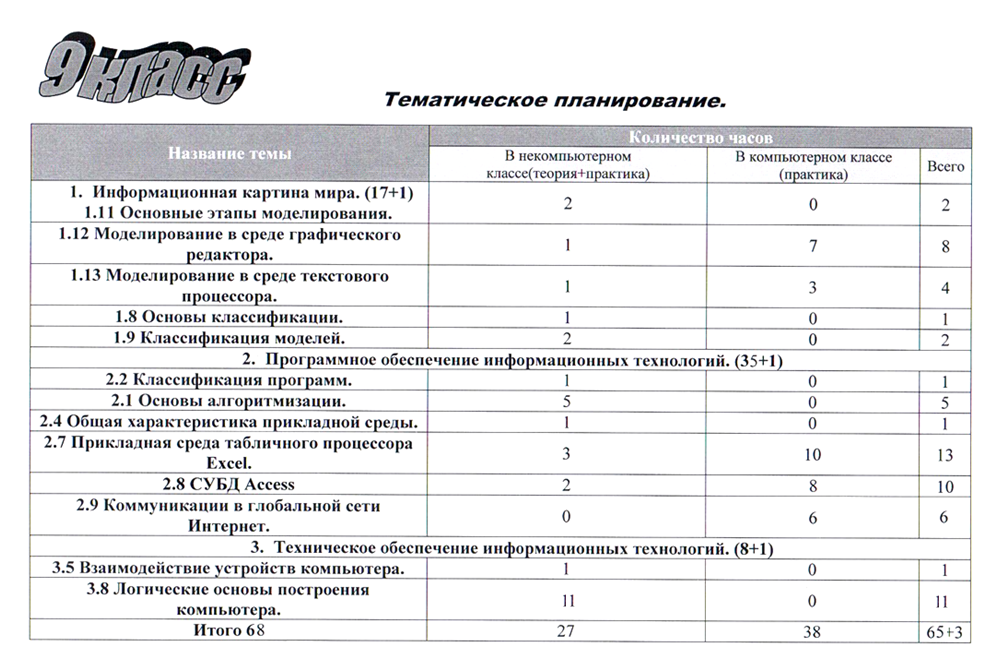 9 класс
Тематическое планирование.
Название темы
Количество часов
В некомпьютерном
классе(теория+практика)
В компьютерном классе
(практика)
Всего
1. Информационная картина мира. (17+1)
1.11 Основные этапы моделирования.
2
0
2
1.12 Моделирование в среде графического
редактора.
1
7
8
1.13 Моделирование в среде текстового
процессора.
1
3
4
1.8 Основы классификации.
1
0
1
1.9 Классификация моделей.
2
0
2
2. Программное обеспечение информационных технологий. (35+1)
2.2 Классификация программ.
1
0
1
2.1 Основы алгоритмизации.
5
0
5
2.4 Общая характеристика прикладной среды.
1
0
1
2.7 Прикладная среда табличного процессора
Excel.
3
10
13
2.8 СУБД Access
2
8
10
2.9 Коммуникации в глобальной сети
Интернет.
0
6
6
3. Техническое обеспечение информационных технологий. (8+1)
3.5 Взаимодействие устройств компьютера.
1
0
1
3.8 Логические основы построения
компьютера.
11
0
11
Итого 68
27
38
65+3